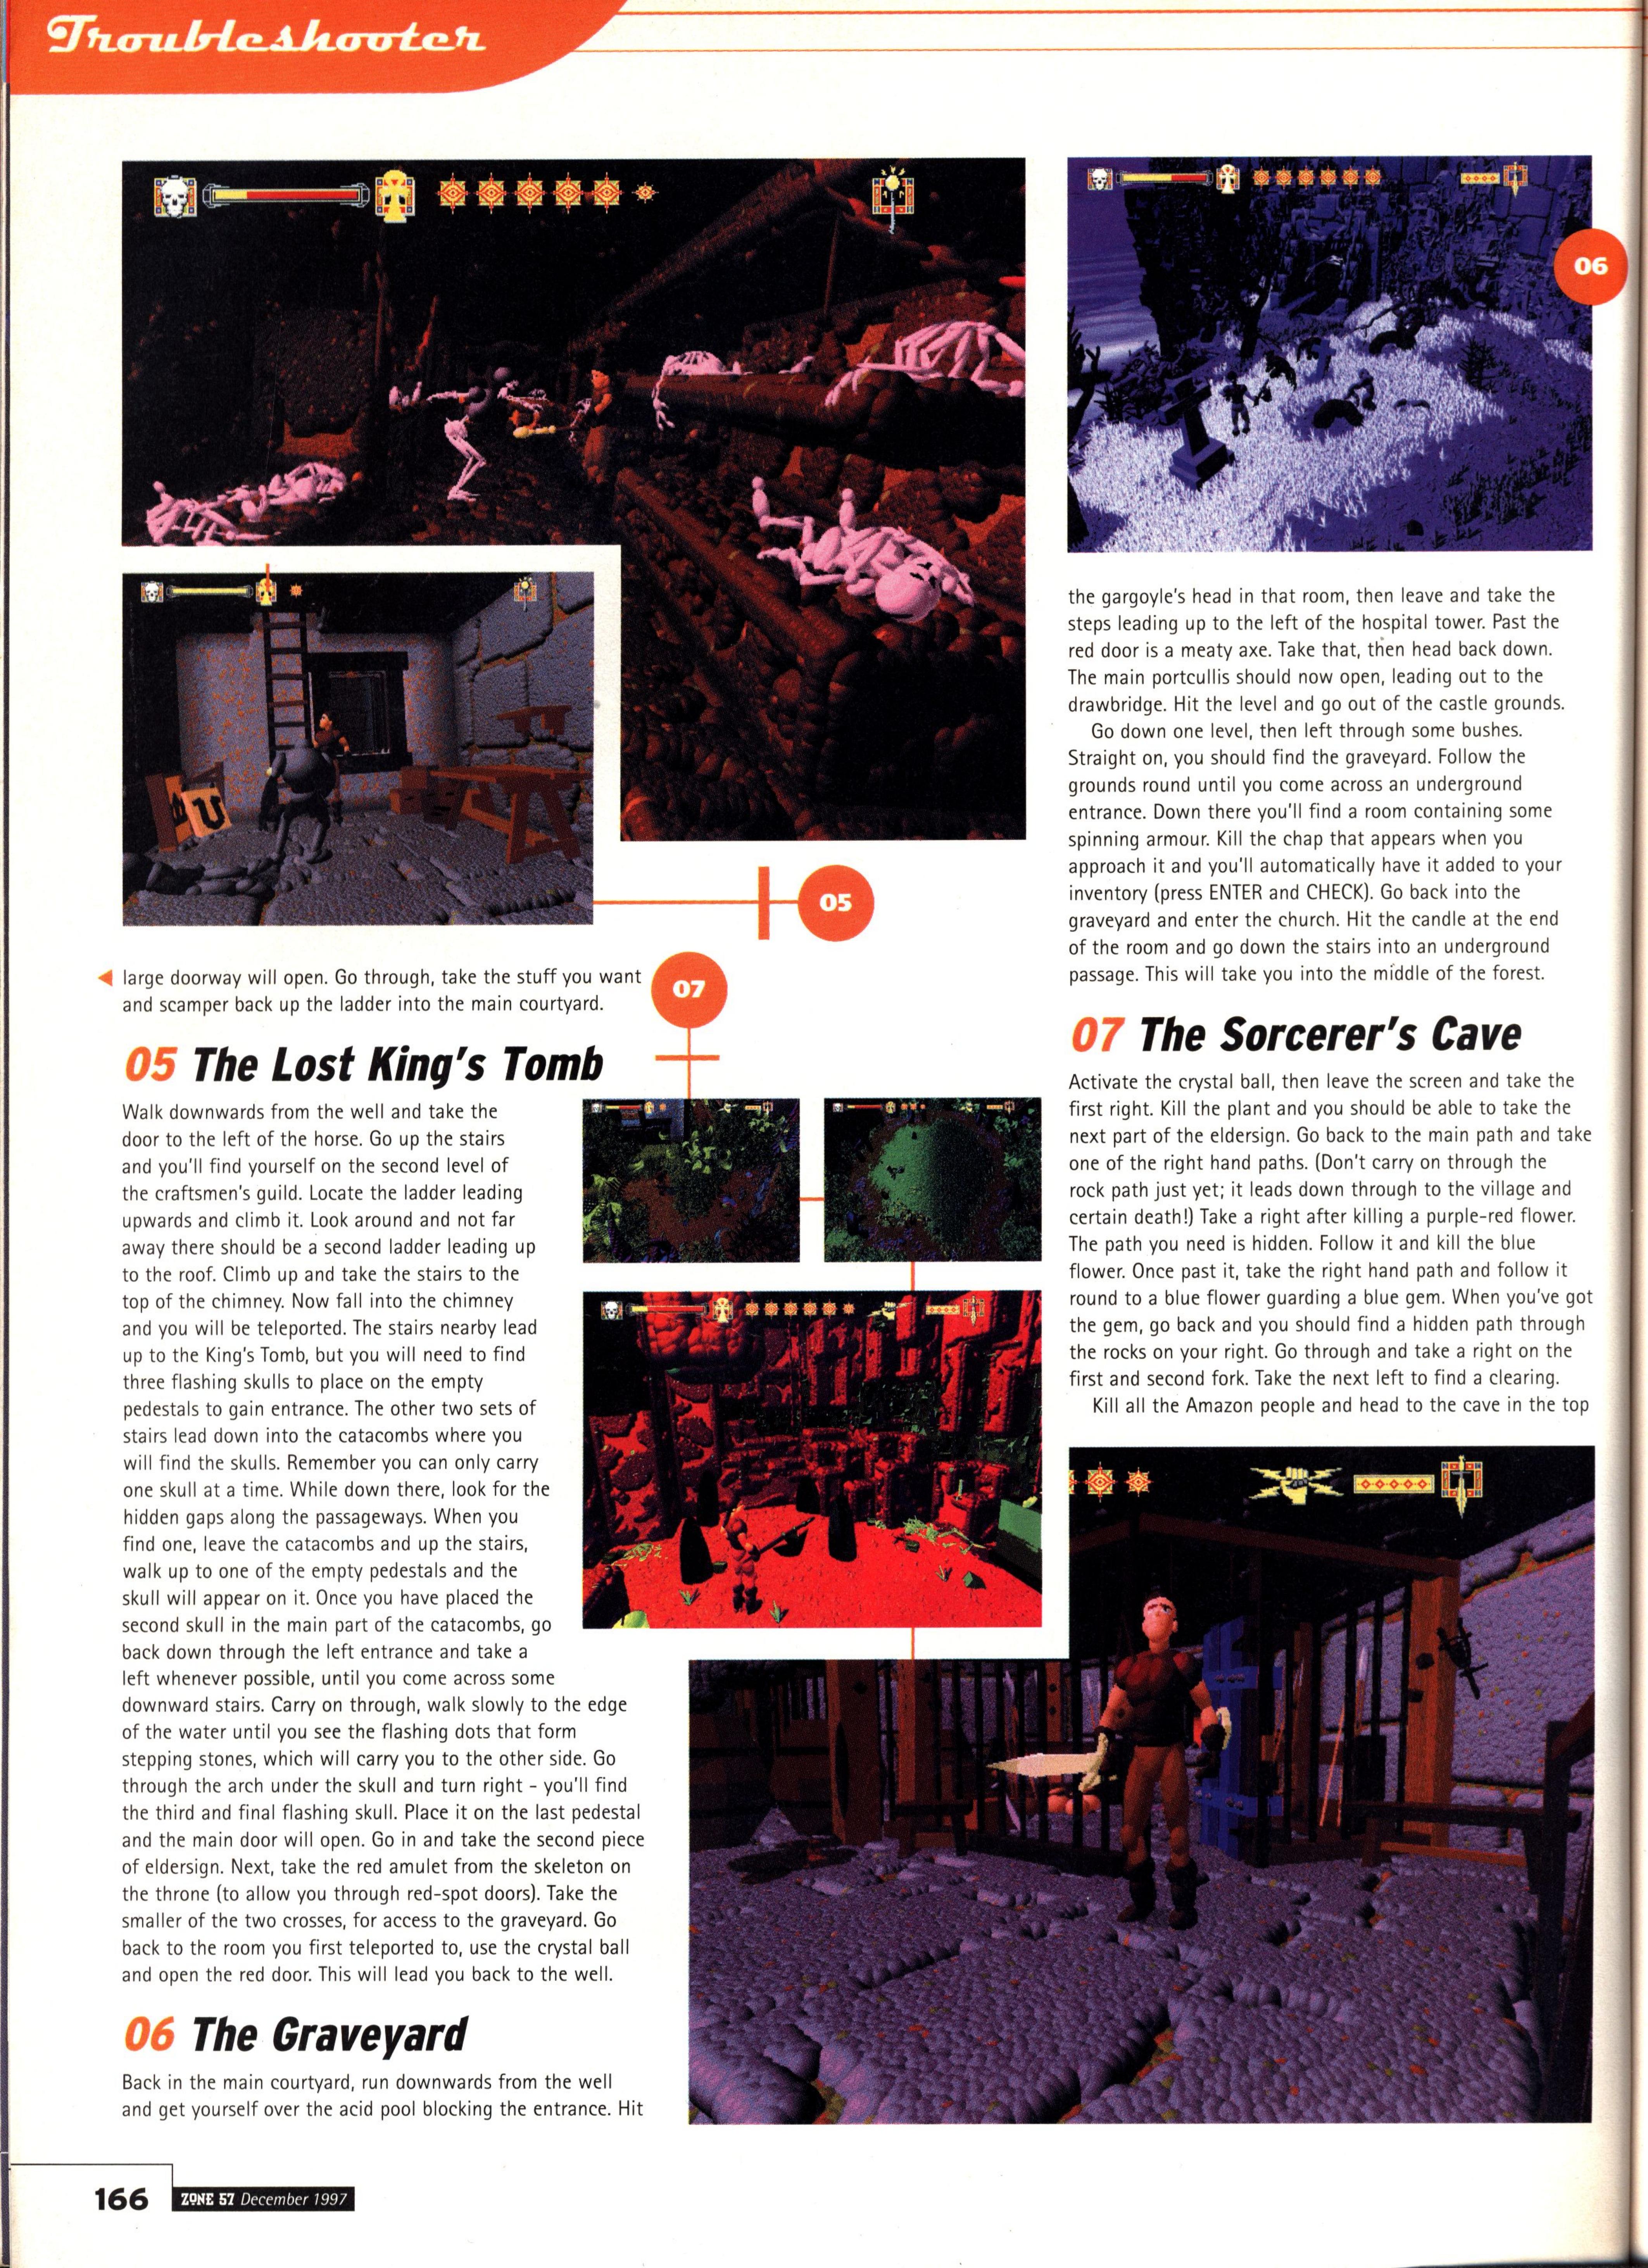 Troubleshooter
06
05
large doorway will open. Go through, take the stuff you want
and scamper back up the ladder into the main courtyard.
07
05 The Lost King's Tomb
Walk downwards from the well and take the
door to the left of the horse. Go up the stairs
and you'll find yourself on the second level of
the craftsmen's guild. Locate the ladder leading
upwards and climb it. Look around and not far
away there should be a second ladder leading up
to the roof. Climb up and take the stairs to the
top of the chimney. Now fall into the chimney
and you will be teleported. The stairs nearby lead
up to the King's Tomb, but you will need to find
three flashing skulls to place on the empty
pedestals to gain entrance. The other two sets of
stairs lead down into the catacombs where you
will find the skulls. Remember you can only carry
one skull at a time. While down there, look for the
hidden gaps along the passageways. When you
find one, leave the catacombs and up the stairs,
walk up to one of the empty pedestals and the
skull will appear on it. Once you have placed the
second skull in the main part of the catacombs, go
back down through the left entrance and take a
left whenever possible, until you come across some
downward stairs. Carry on through, walk slowly to the edge
of the water until you see the flashing dots that form
stepping stones, which will carry you to the other side. Go
through the arch under the skull and turn right - you'll find
the third and final flashing skull. Place it on the last pedestal
and the main door will open. Go in and take the second piece
of eldersign. Next, take the red amulet from the skeleton on
the throne (to allow you through red-spot doors). Take the
smaller of the two crosses, for access to the graveyard. Go
back to the room you first teleported to, use the crystal ball
and open the red door. This will lead you back to the well.
06 The Graveyard
Back in the main courtyard, run downwards from the well
and get yourself over the acid pool blocking the entrance. Hit
the gargoyle's head in that room, then leave and take the
steps leading up to the left of the hospital tower. Past the
red door is a meaty axe. Take that, then head back down.
The main portcullis should now open, leading out to the
drawbridge. Hit the level and go out of the castle grounds.
Go down one level, then left through some bushes.
Straight on, you should find the graveyard. Follow the
grounds round until you come across an underground
entrance. Down there you'll find a room containing some
spinning armour. Kill the chap that appears when you
approach it and you'll automatically have it added to your
inventory (press ENTER and CHECK). Go back into the
graveyard and enter the church. Hit the candle at the end
of the room and go down the stairs into an underground
passage. This will take you into the middle of the forest.
07 The Sorcerer's Cave
Activate the crystal ball, then leave the screen and take the
first right. Kill the plant and you should be able to take the
next part of the eldersign. Go back to the main path and take
one of the right hand paths. (Don't carry on through the
rock path just yet; it leads down through to the village and
certain death!) Take a right after killing a purple-red flower.
The path you need is hidden. Follow it and kill the blue
flower. Once past it, take the right hand path and follow it
round to a blue flower guarding a blue gem. When you've got
the gem, go back and you should find a hidden path through
the rocks on your right. Go through and take a right on the
first and second fork. Take the next left to find a clearing.
Kill all the Amazon people and head to the cave in the top
166 ZONE 57 December 1997